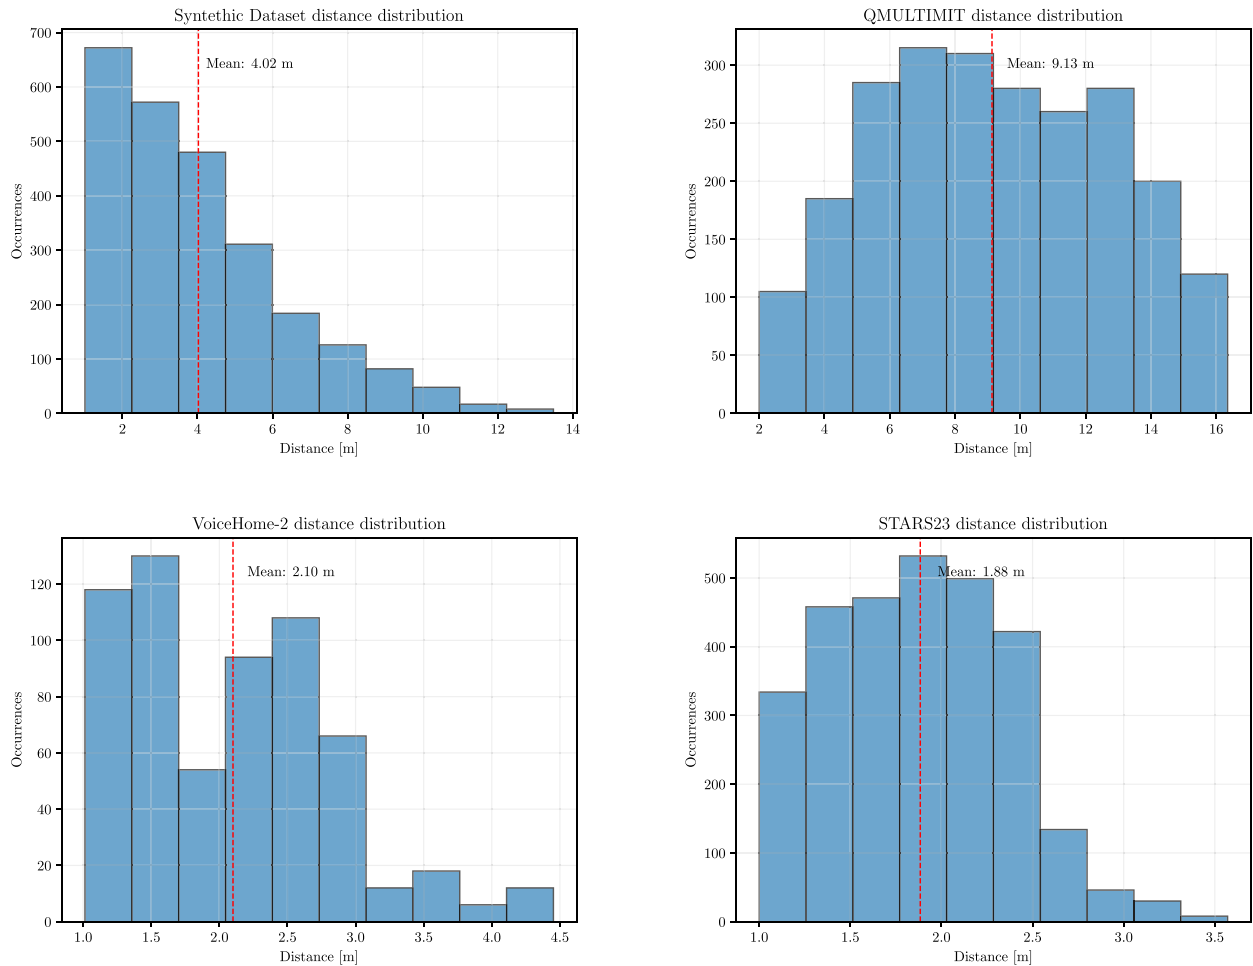 Syntethic Dataset distance distribution
700
600
500
400
300
200
100
0
Occurrences
Mean: 4.02 m
2 4 6 8 10 12 14
Distance [m]
QMULTIMIT distance distribution
300
250
200
150
100
50
0
Occurrences
Mean: 9.13 m
2 4 6 8 10 12 14 16
Distance [m]
VoiceHome-2 distance distribution
120
100
80
60
40
20
0
Occurrences
Mean: 2.10 m
1.0 1.5 2.0 2.5 3.0 3.5 4.0 4.5
Distance [m]
STARS23 distance distribution
500
400
300
200
100
0
Occurrences
Mean: 1.88 m
1.0 1.5 2.0 2.5 3.0 3.5
Distance [m]